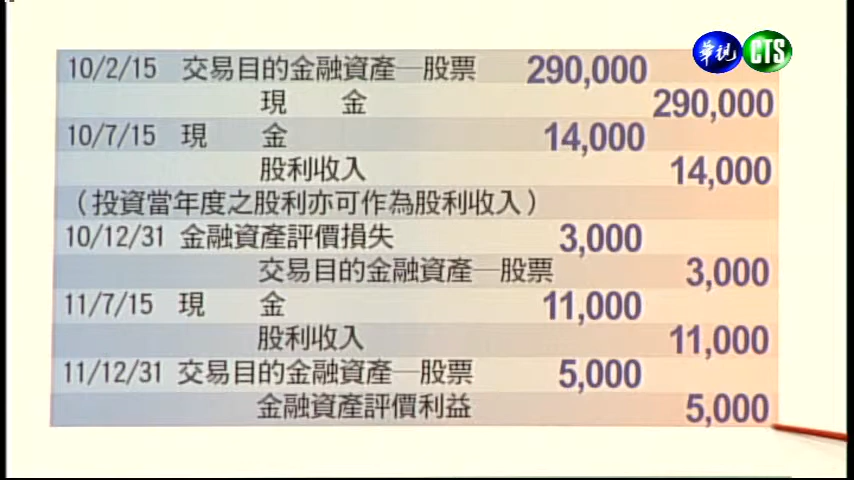 華視 CTS
10/2/15 交易目的金融資產—股票 290,000
現 金 290,000
10/7/15 現 金 14,000
股利收入 14,000
（投資當年度之股利亦可作為股利收入）
10/12/31 金融資產評價損失 3,000
交易目的金融資產—股票 3,000
11/7/15 現 金 11,000
股利收入 11,000
11/12/31 交易目的金融資產—股票 5,000
金融資產評價利益 5,000